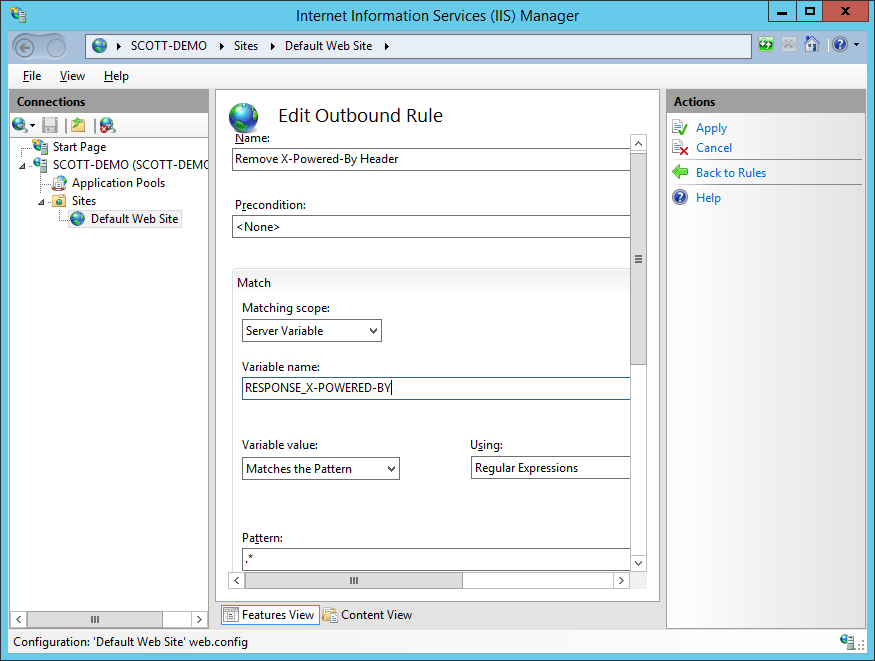 Internet Information Services (IIS) Manager
SCOTT-DEMO Sites Default Web Site
File View Help
Connections
Start Page
SCOTT-DEMO (SCOTT-DEMO
Application Pools
Sites
Default Web Site
Edit Outbound Rule
Name:
Remove X-Powered-By Header
Precondition:
<None>
Match
Matching scope:
Server Variable
Variable name:
RESPONSE_X-POWERED-BY
Variable value: Using:
Matches the Pattern Regular Expressions
Pattern:
.*
Features View Content View
Actions
Apply
Cancel
Back to Rules
Help
Configuration: 'Default Web Site' web.config